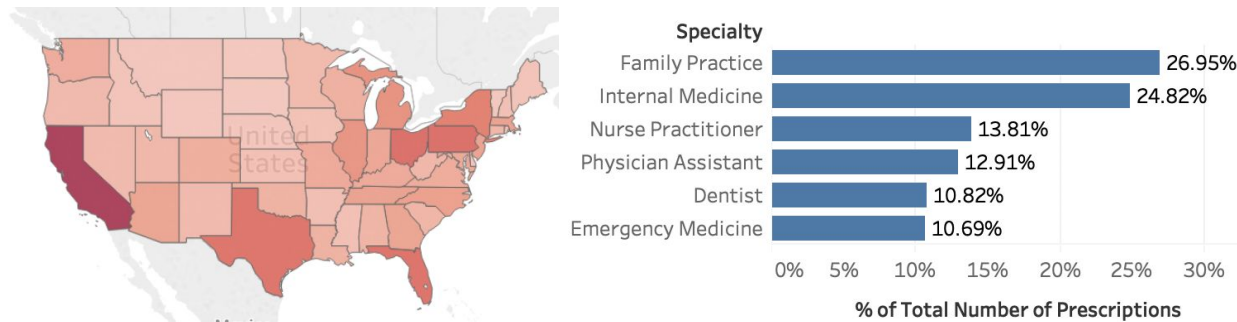 United
States
Specialty
Family Practice 26.95%
Internal Medicine 24.82%
Nurse Practitioner 13.81%
Physician Assistant 12.91%
Dentist 10.82%
Emergency Medicine 10.69%
0% 5% 10% 15% 20% 25% 30%
% of Total Number of Prescriptions